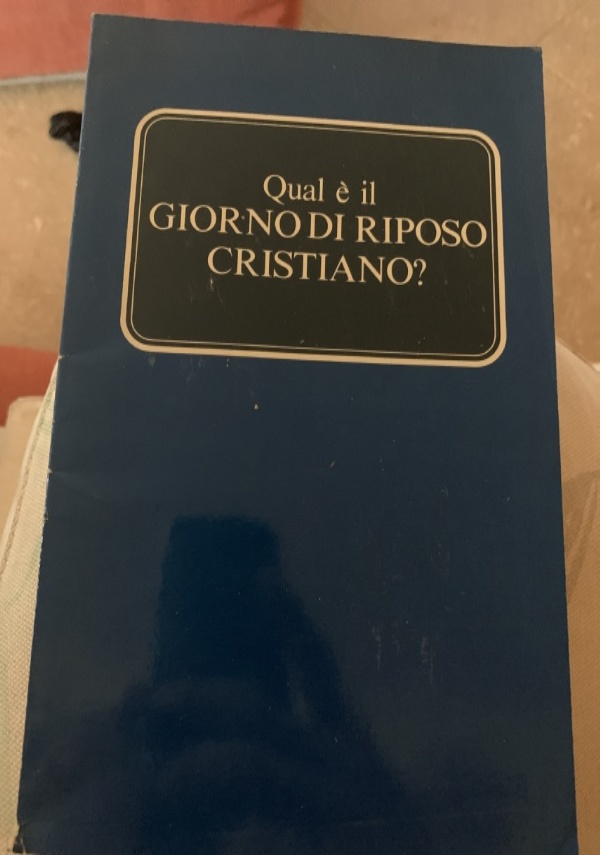 Qual è il
GIORNO DI RIPOSO
CRISTIANO?